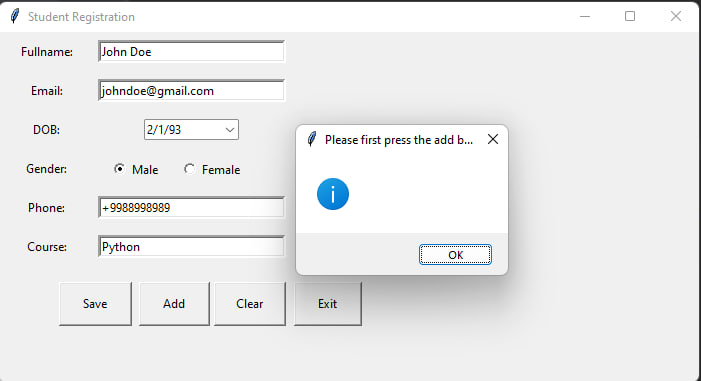 Student Registration
Fullname: John Doe
Email: johndoe@gmail.com
DOB: 2/1/93
Please first press the add b...
Gender: Male Female
Phone: +9988998989
Course: Python
OK
Save Add Clear Exit